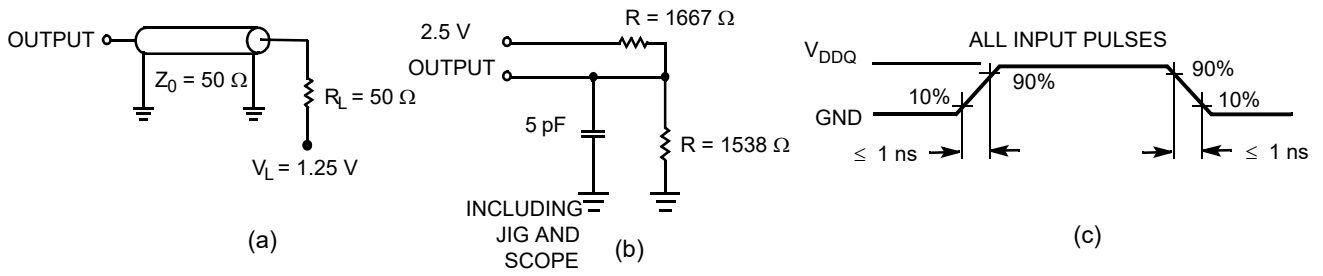 OUTPUT
Z0 = 50 Ω
RL = 50 Ω
VL = 1.25 V
(a)
R = 1667 Ω
2.5 V
OUTPUT
5 pF
R = 1538 Ω
INCLUDING
JIG AND
SCOPE
(b)
ALL INPUT PULSES
VDDQ
GND
10%
90%
90%
10%
≤ 1 ns
≤ 1 ns
(c)